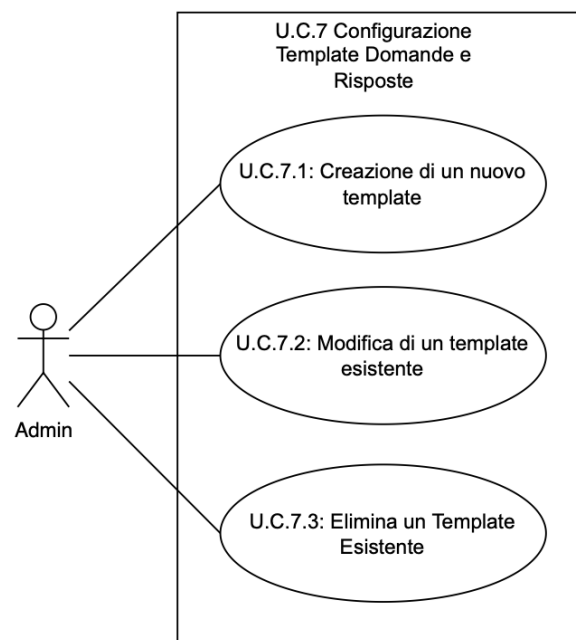 U.C.7 Configurazione
Template Domande e
Risposte
U.C.7.1: Creazione di un nuovo
template
U.C.7.2: Modifica di un template
esistente
Admin
U.C.7.3: Elimina un Template
Esistente